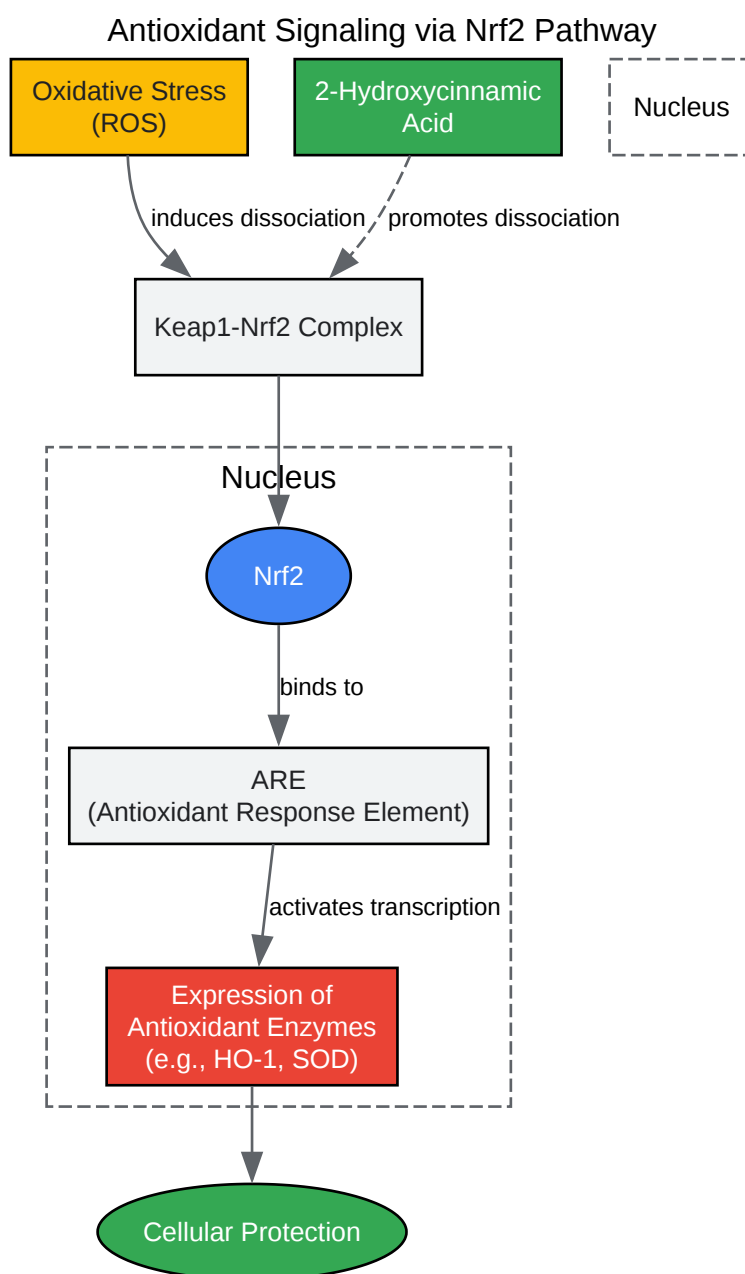 Antioxidant Signaling via Nrf2 Pathway
Oxidative Stress
(ROS)
2-Hydroxycinnamic
Acid
Nucleus
induces dissociation
promotes dissociation
Keap1-Nrf2 Complex
Nucleus
Nrf2
binds to
ARE
(Antioxidant Response Element)
activates transcription
Expression of
Antioxidant Enzymes
(e.g., HO-1, SOD)
Cellular Protection